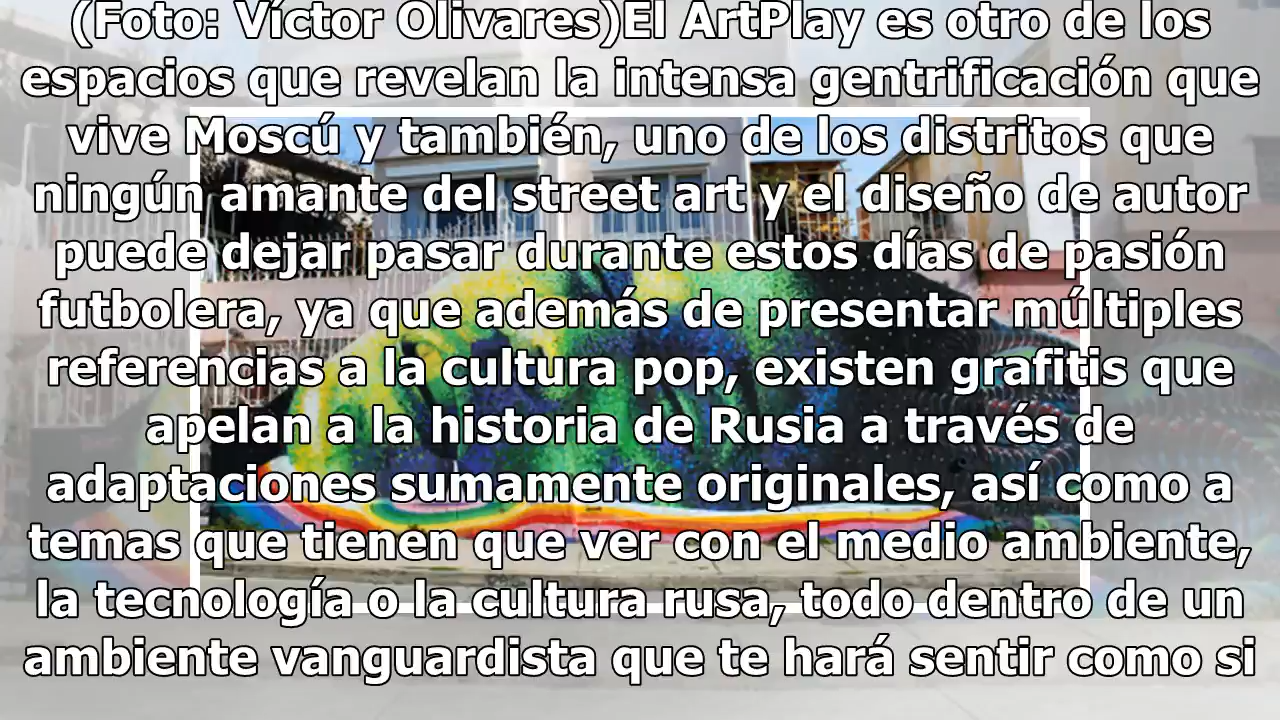 (Foto: Víctor Olivares)El ArtPlay es otro de los
espacios que revelan la intensa gentrificación que
vive Moscú y también, uno de los distritos que
ningún amante del street art y el diseño de autor
puede dejar pasar durante estos días de pasión
futbolera, ya que además de presentar múltiples
referencias a la cultura pop, existen grafitis que
apelan a la historia de Rusia a través de
adaptaciones sumamente originales, así como a
temas que tienen que ver con el medio ambiente,
la tecnología o la cultura rusa, todo dentro de un
ambiente vanguardista que te hará sentir como si